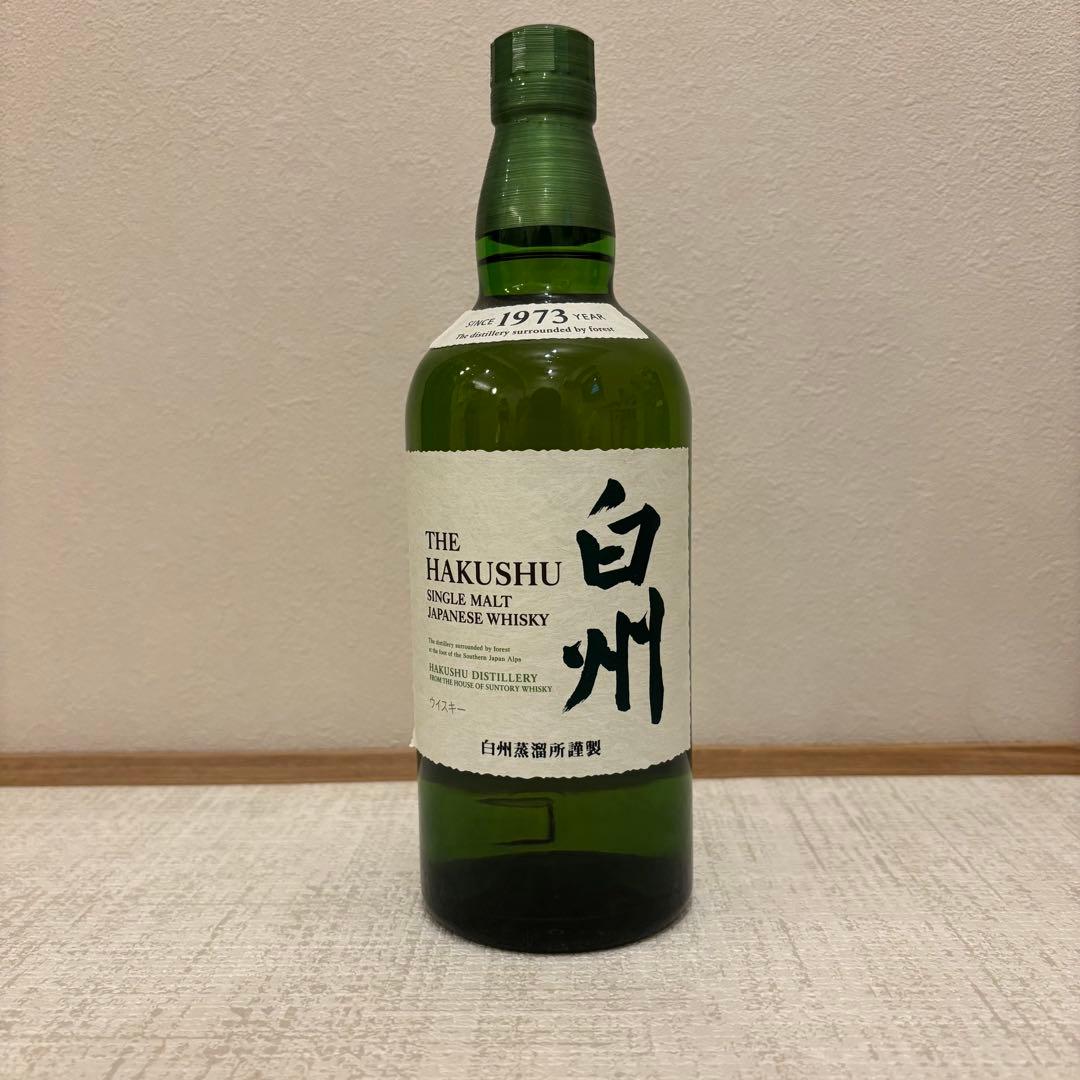 SINCE 1973 YEAR
The distillery surrounded by forest
THE
HAKUSHU
SINGLE MALT
JAPANESE WHISKY
白州
The distillery surrounded by forest
at the foot of the Southern Japan Alps
HAKUSHU DISTILLERY
FROM THE HOUSE OF SUNTORY WHISKY
ウイスキー
白州蒸溜所謹製